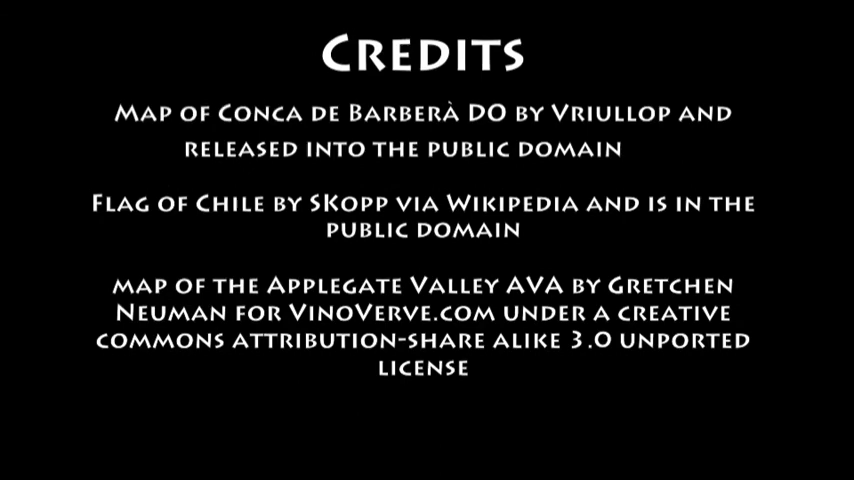 Credits
Map of Conca de Barberà DO by Vriullop and
released into the public domain
Flag of Chile by SKopp via Wikipedia and is in the
public domain
map of the Applegate Valley AVA by Gretchen
Neuman for VinoVerve.com under a creative
commons attribution-share alike 3.0 unported
license